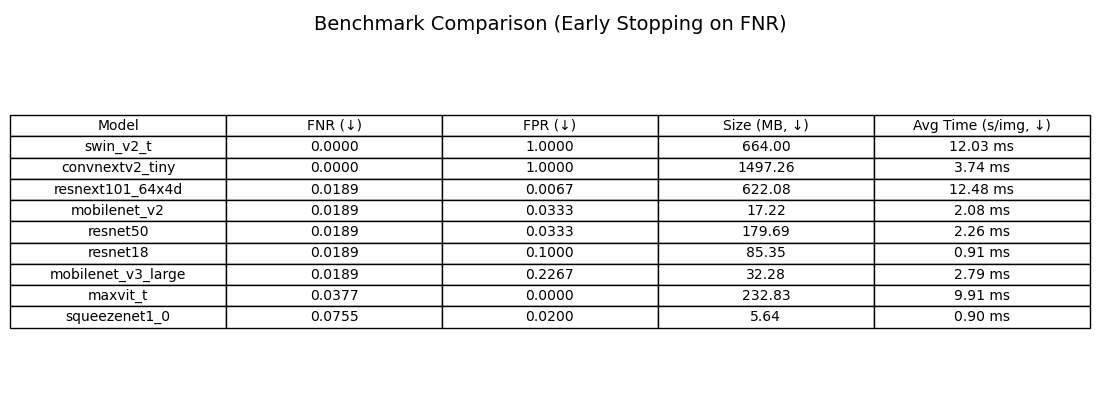 Benchmark Comparison (Early Stopping on FNR)
Model FNR (↓) FPR (↓) Size (MB, ↓) Avg Time (s/img, ↓)
swin_v2_t 0.0000 1.0000 664.00 12.03 ms
convnextv2_tiny 0.0000 1.0000 1497.26 3.74 ms
resnext101_64x4d 0.0189 0.0067 622.08 12.48 ms
mobilenet_v2 0.0189 0.0333 17.22 2.08 ms
resnet50 0.0189 0.0333 179.69 2.26 ms
resnet18 0.0189 0.1000 85.35 0.91 ms
mobilenet_v3_large 0.0189 0.2267 32.28 2.79 ms
maxvit_t 0.0377 0.0000 232.83 9.91 ms
squeezenet1_0 0.0755 0.0200 5.64 0.90 ms